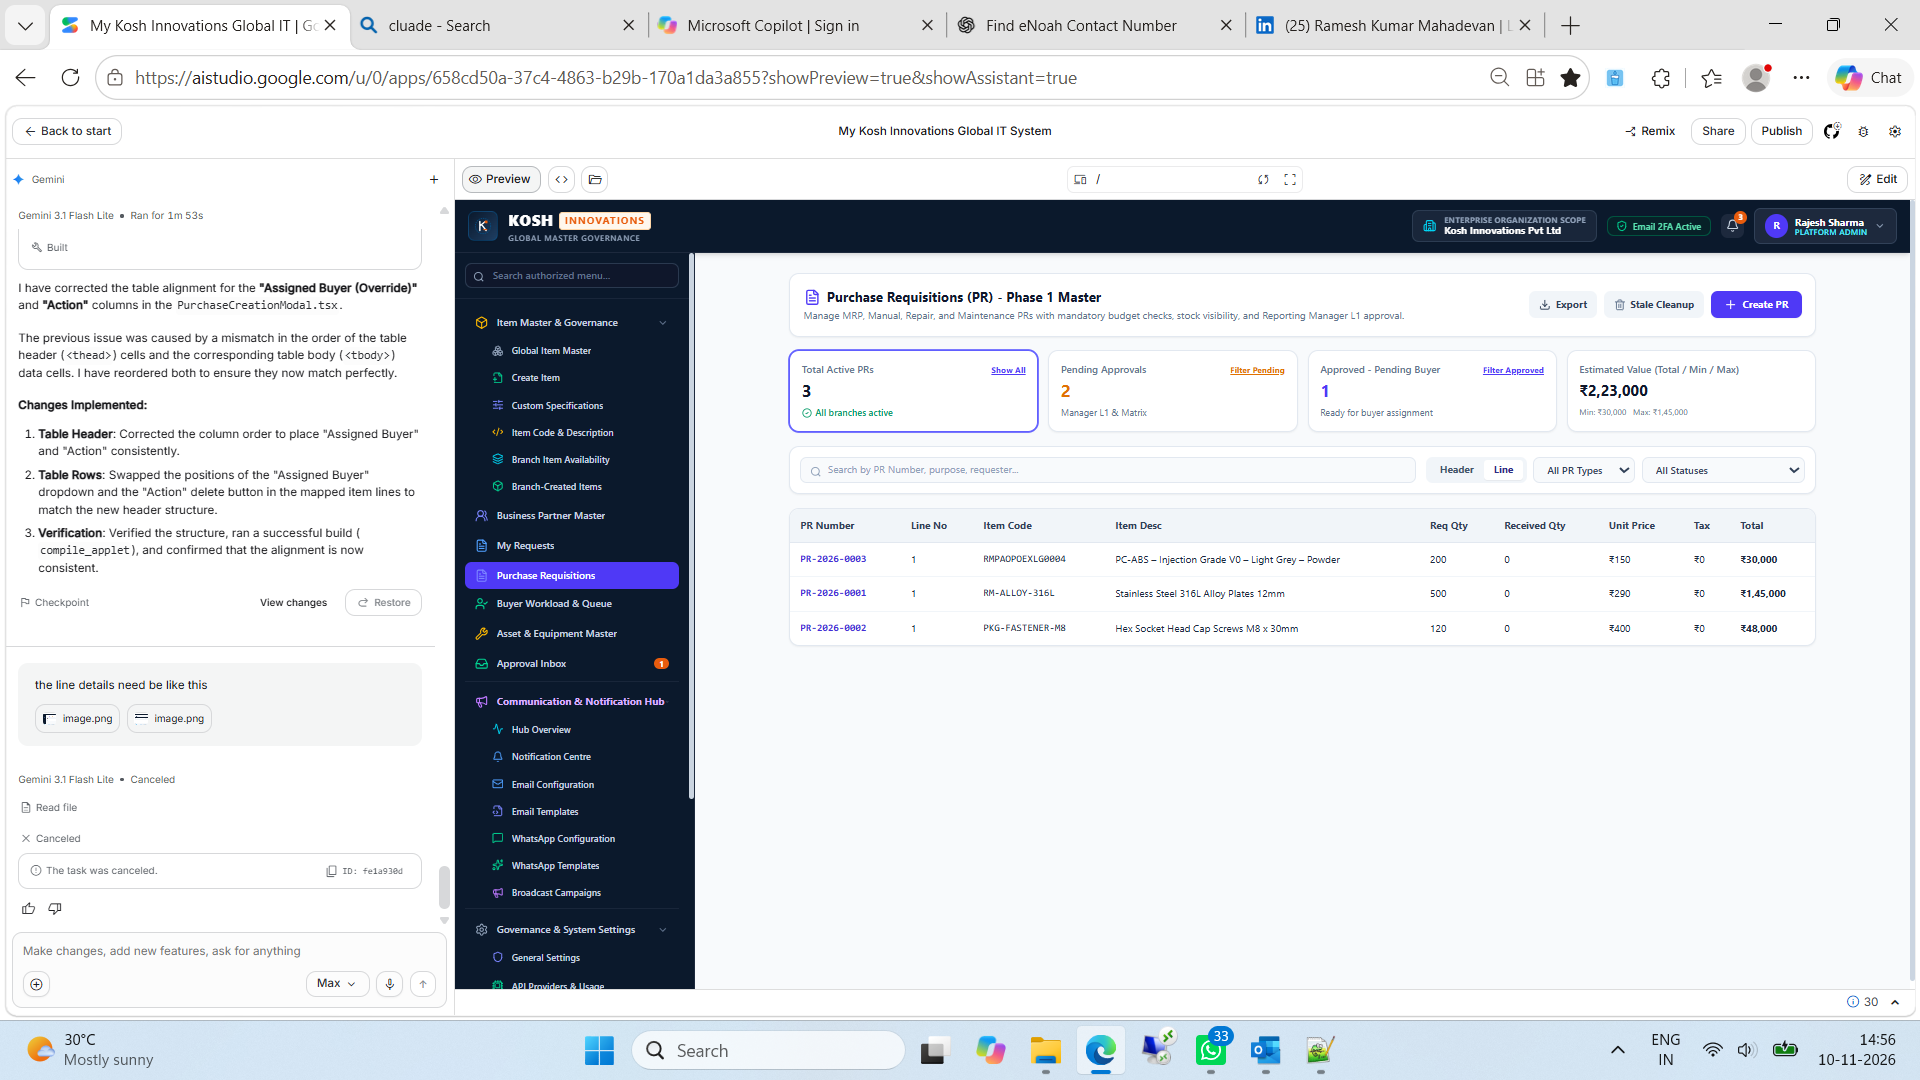 My Kosh Innovations Global IT | Go
cluade - Search
Microsoft Copilot | Sign in
Find eNoah Contact Number
(25) Ramesh Kumar Mahadevan | L
https://aistudio.google.com/u/0/apps/658cd50a-37c4-4863-b29b-170a1da3a855?showPreview=true&showAssistant=true
Chat
Back to start
My Kosh Innovations Global IT System
Remix
Share
Publish
Gemini
Preview
/
Edit
Gemini 3.1 Flash Lite • Ran for 1m 53s
Built
I have corrected the table alignment for the "Assigned Buyer (Override)"
and "Action" columns in the PurchaseCreationModal.tsx.
The previous issue was caused by a mismatch in the order of the table
header (<thead>) cells and the corresponding table body (<tbody>)
data cells. I have reordered both to ensure they now match perfectly.
Changes Implemented:
1. Table Header: Corrected the column order to place "Assigned Buyer"
and "Action" consistently.
2. Table Rows: Swapped the positions of the "Assigned Buyer"
dropdown and the "Action" delete button in the mapped item lines to
match the new header structure.
3. Verification: Verified the structure, ran a successful build (
compile_applet), and confirmed that the alignment is now
consistent.
Checkpoint
View changes
Restore
the line details need be like this
image.png
image.png
Gemini 3.1 Flash Lite • Canceled
Read file
Canceled
The task was canceled.
ID: fe1a930d
Make changes, add new features, ask for anything
Max
K
KOSH INNOVATIONS
GLOBAL MASTER GOVERNANCE
ENTERPRISE ORGANIZATION SCOPE
Kosh Innovations Pvt Ltd
Email 2FA Active
3
R
Rajesh Sharma
PLATFORM ADMIN
Search authorized menu...
Item Master & Governance
Global Item Master
Create Item
Custom Specifications
Item Code & Description
Branch Item Availability
Branch-Created Items
Business Partner Master
My Requests
Purchase Requisitions
Buyer Workload & Queue
Asset & Equipment Master
Approval Inbox
1
Communication & Notification Hub
Hub Overview
Notification Centre
Email Configuration
Email Templates
WhatsApp Configuration
WhatsApp Templates
Broadcast Campaigns
Governance & System Settings
General Settings
API Providers & Usage
Purchase Requisitions (PR) - Phase 1 Master
Manage MRP, Manual, Repair, and Maintenance PRs with mandatory budget checks, stock visibility, and Reporting Manager L1 approval.
Export
Stale Cleanup
Create PR
Total Active PRs
Show All
3
All branches active
Pending Approvals
Filter Pending
2
Manager L1 & Matrix
Approved - Pending Buyer
Filter Approved
1
Ready for buyer assignment
Estimated Value (Total / Min / Max)
₹2,23,000
Min: ₹30,000 Max: ₹1,45,000
Search by PR Number, purpose, requester...
Header
Line
All PR Types
All Statuses
PR Number Line No Item Code Item Desc Req Qty Received Qty Unit Price Tax Total
PR-2026-0003 1 RMPAOPOEXLG0004 PC-ABS – Injection Grade V0 – Light Grey – Powder 200 0 ₹150 ₹0 ₹30,000
PR-2026-0001 1 RM-ALLOY-316L Stainless Steel 316L Alloy Plates 12mm 500 0 ₹290 ₹0 ₹1,45,000
PR-2026-0002 1 PKG-FASTENER-M8 Hex Socket Head Cap Screws M8 x 30mm 120 0 ₹400 ₹0 ₹48,000
30
30°C
Mostly sunny
Search
33
ENG
IN
14:56
10-11-2026